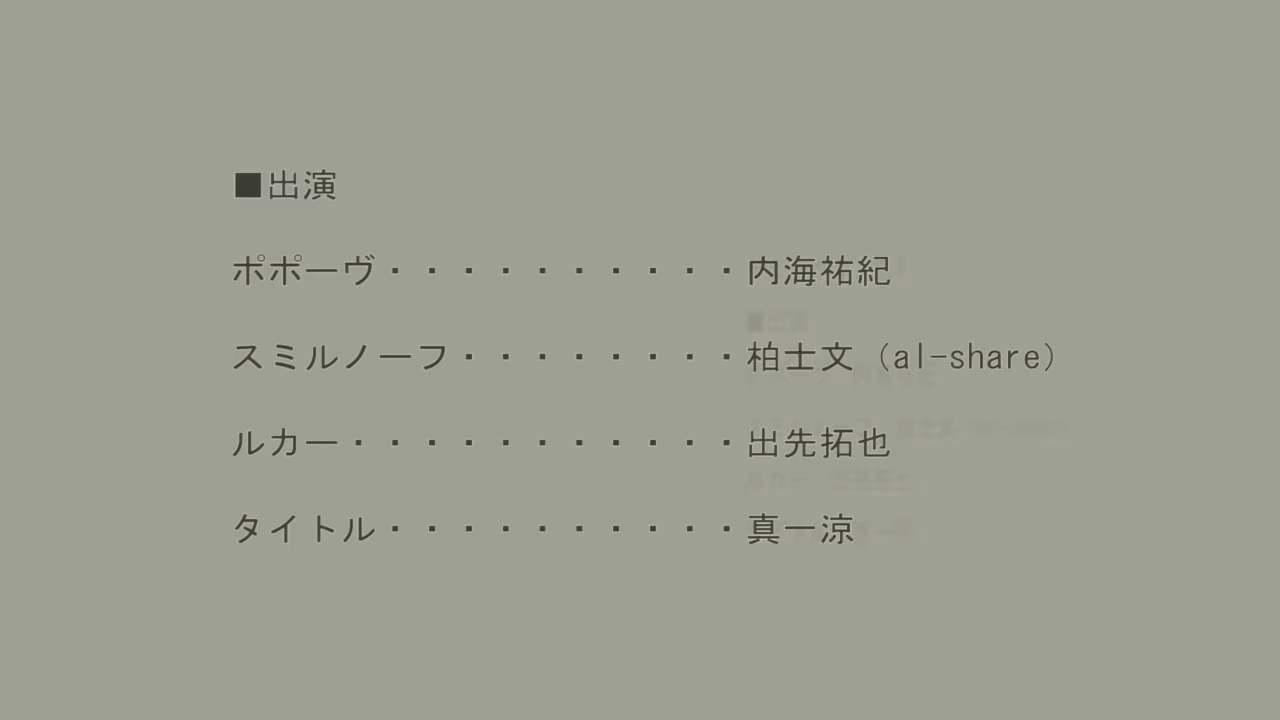 ■出演
ポポーヴ・・・・・・・・・・内海祐紀
スミルノーフ・・・・・・・・柏士文（al-share）
ルカー・・・・・・・・・・・出先拓也
タイトル・・・・・・・・・・真一涼